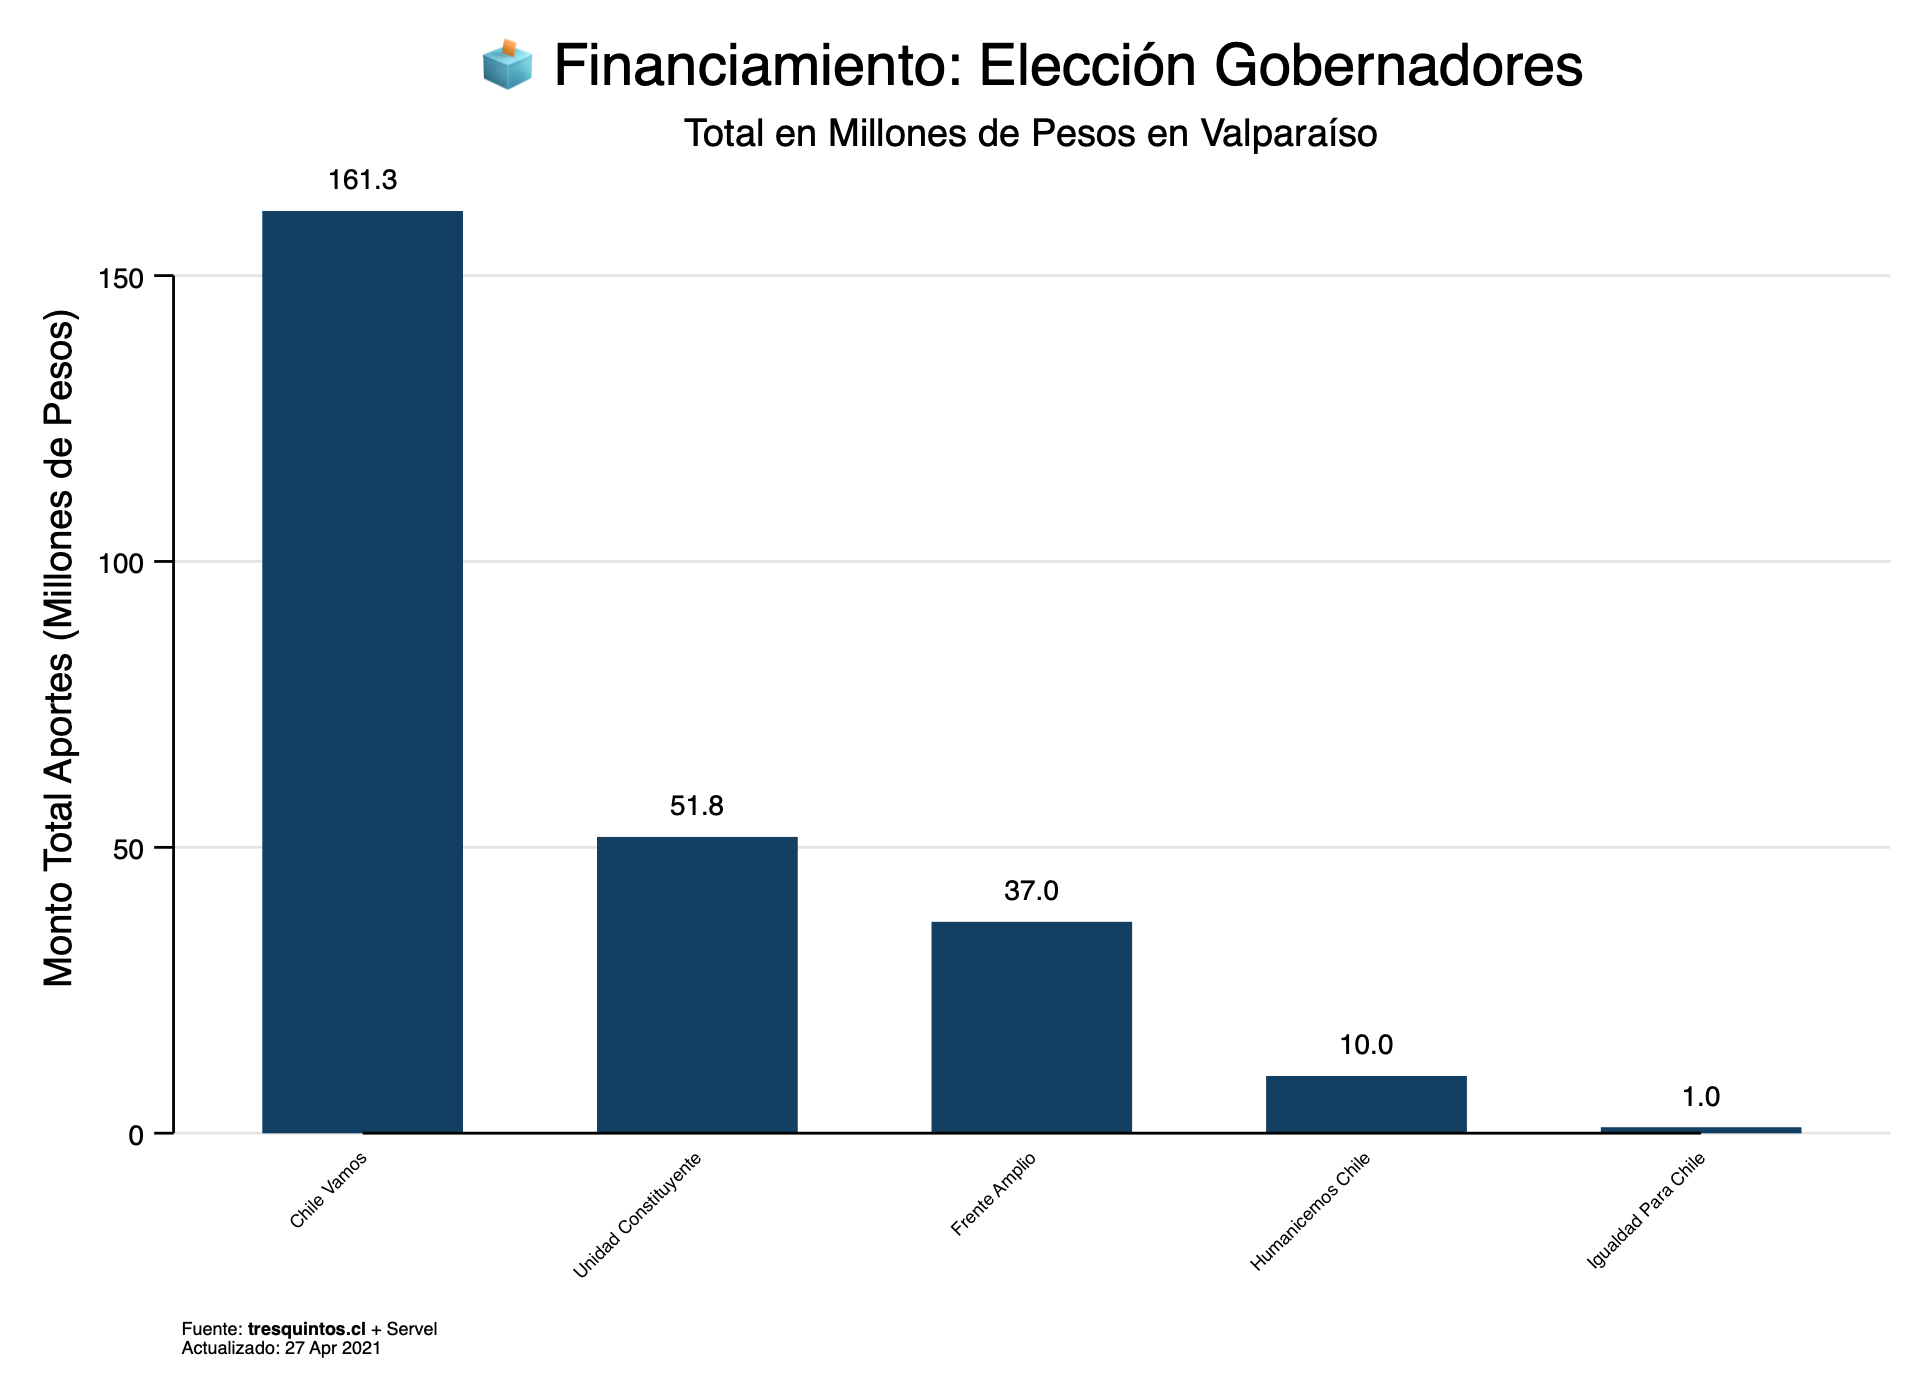 Financiamiento: Elección Gobernadores
Total en Millones de Pesos en Valparaíso
Monto Total Aportes (Millones de Pesos)
150
100
50
0
161.3
51.8
37.0
10.0
1.0
Chile Vamos
Unidad Constituyente
Frente Amplio
Humanicemos Chile
Igualdad Para Chile
Fuente: tresquintos.cl + Servel
Actualizado: 27 Apr 2021